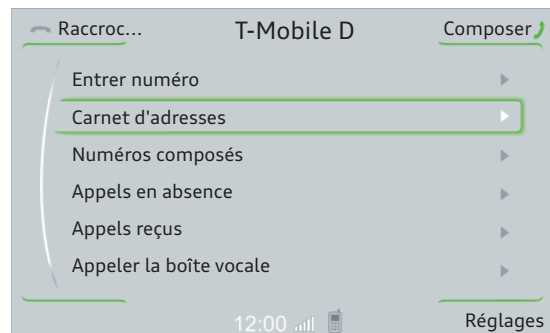 Raccroc... T-Mobile D Composer
Entrer numéro
Carnet d'adresses
Numéros composés
Appels en absence
Appels reçus
Appeler la boîte vocale
12:00 Réglages